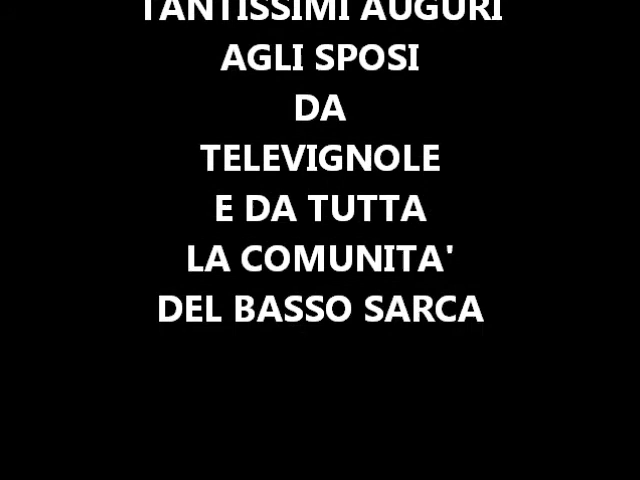 TANTISSIMI AUGURI
AGLI SPOSI
DA
TELEVIGNOLE
E DA TUTTA
LA COMUNITA'
DEL BASSO SARCA